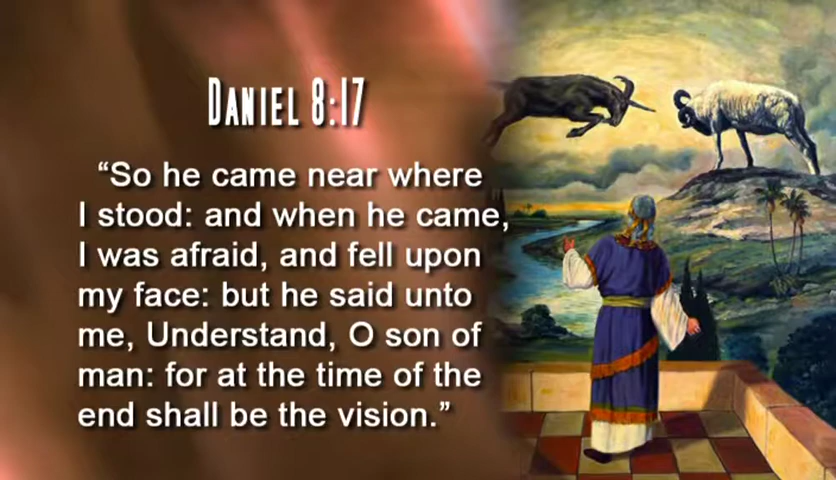 DANIEL 8:17
“So he came near where
I stood: and when he came,
I was afraid, and fell upon
my face: but he said unto
me, Understand, O son of
man: for at the time of the
end shall be the vision.”